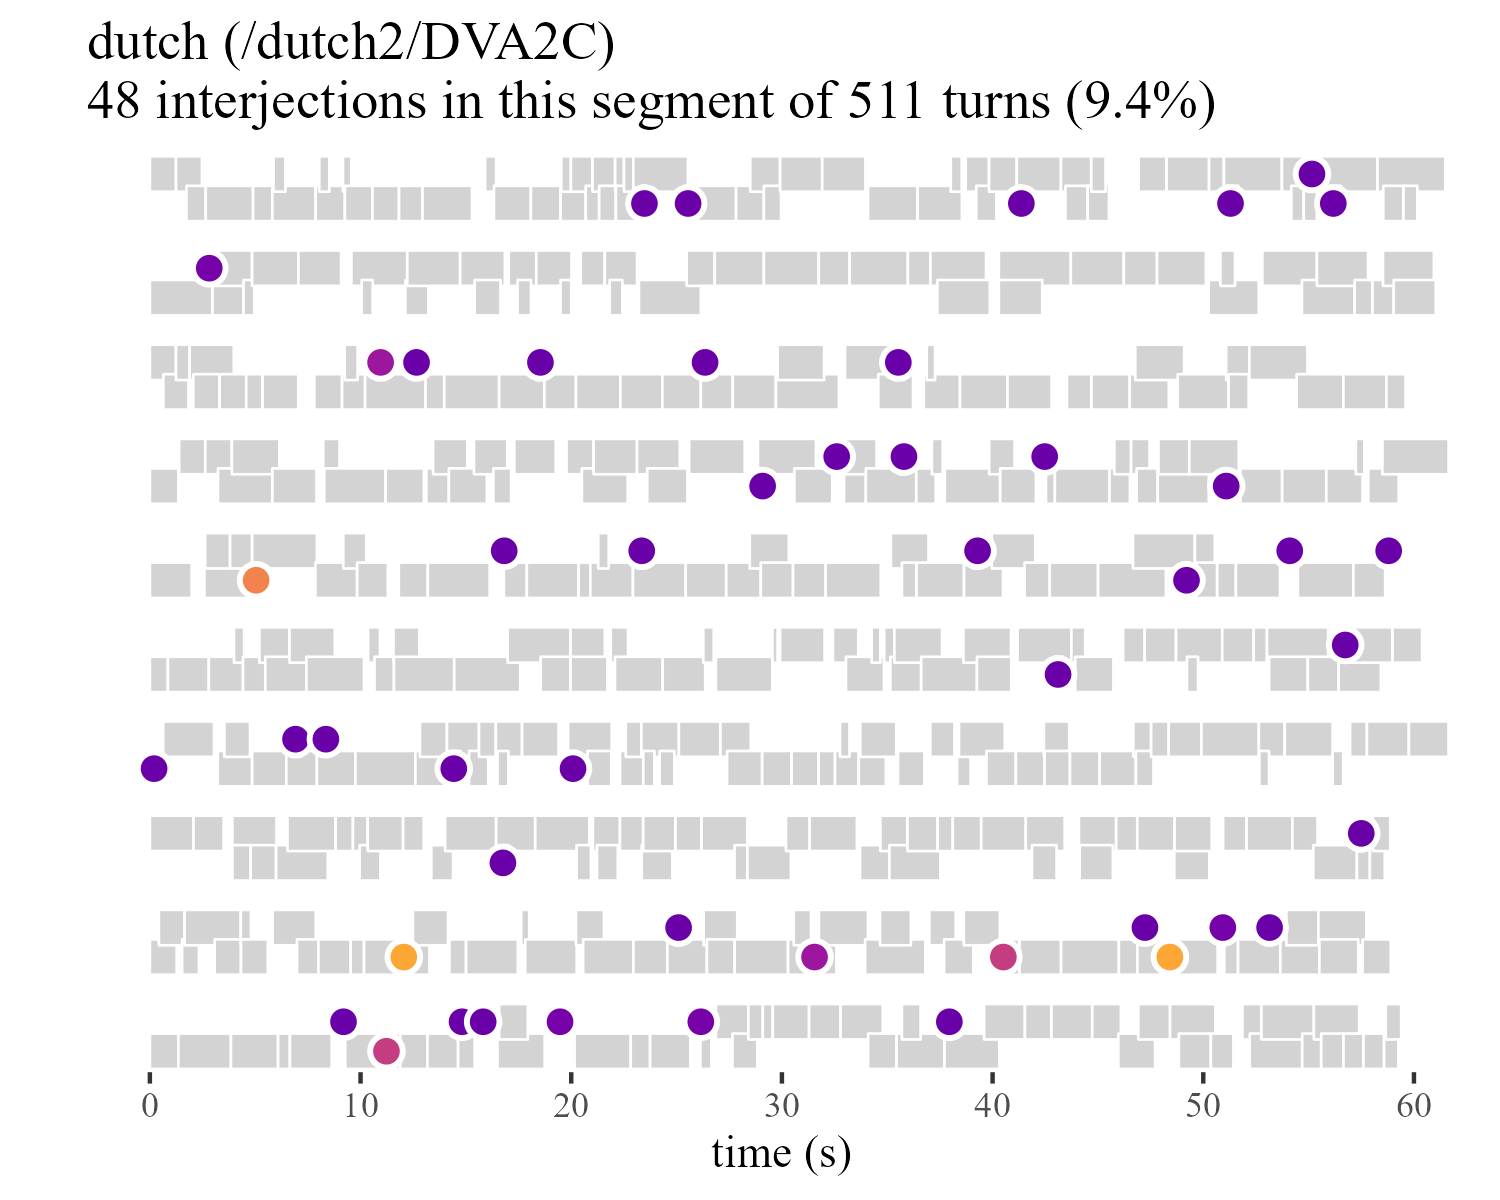 dutch (/dutch2/DVA2C)
48 interjections in this segment of 511 turns (9.4%)
0 10 20 30 40 50 60
time (s)